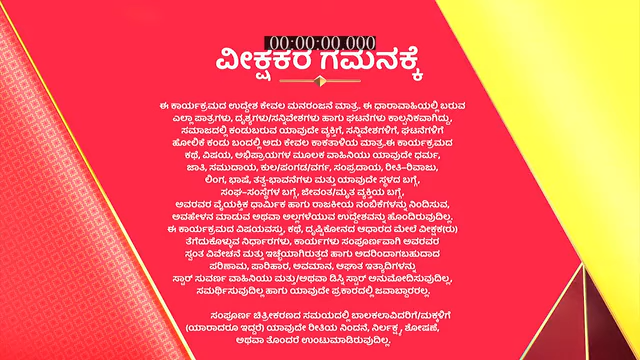 00:00:00.000
ವೀಕ್ಷಕರ ಗಮನಕ್ಕೆ
ಈ ಕಾರ್ಯಕ್ರಮದ ಉದ್ದೇಶ ಕೇವಲ ಮನರಂಜನೆ ಮಾತ್ರ. ಈ ಧಾರಾವಾಹಿಯಲ್ಲಿ ಬರುವ
ಎಲ್ಲಾ ಪಾತ್ರಗಳು, ದೃಶ್ಯಗಳು/ಸನ್ನಿವೇಶಗಳು ಹಾಗು ಘಟನೆಗಳು ಕಾಲ್ಪನಿಕವಾಗಿದ್ದು,
ಸಮಾಜದಲ್ಲಿ ಕಂಡುಬರುವ ಯಾವುದೇ ವ್ಯಕ್ತಿಗೆ, ಸನ್ನಿವೇಶಗಳಿಗೆ, ಘಟನೆಗಳಿಗೆ
ಹೋಲಿಕೆ ಕಂಡು ಬಂದಲ್ಲಿ ಅದು ಕೇವಲ ಕಾಕತಾಳಿಯ ಮಾತ್ರ.ಈ ಕಾರ್ಯಕ್ರಮದ
ಕಥೆ, ವಿಷಯ, ಅಭಿಪ್ರಾಯಗಳ ಮೂಲಕ ವಾಹಿನಿಯು ಯಾವುದೇ ಧರ್ಮ,
ಜಾತಿ, ಸಮುದಾಯ, ಕುಲ/ಪಂಗಡ/ವರ್ಗ, ಸಂಪ್ರದಾಯ, ರೀತಿ-ರಿವಾಜು,
ಲಿಂಗ, ಭಾಷೆ, ತತ್ವ-ಭಾವನೆಗಳು ಮತ್ತು ಯಾವುದೇ ಸ್ಥಳದ ಬಗ್ಗೆ,
ಸಂಘ-ಸಂಸ್ಥೆಗಳ ಬಗ್ಗೆ, ಜೀವಂತ/ಮೃತ ವ್ಯಕ್ತಿಯ ಬಗ್ಗೆ,
ಅವರವರ ವೈಯಕ್ತಿಕ ಧಾರ್ಮಿಕ ಹಾಗು ರಾಜಕೀಯ ನಂಬಿಕೆಗಳನ್ನು ನಿಂದಿಸುವ,
ಅವಹೇಳನ ಮಾಡುವ ಅಥವಾ ಅಲ್ಲಗಳೆಯುವ ಉದ್ದೇಶವನ್ನು ಹೊಂದಿರುವುದಿಲ್ಲ.
ಈ ಕಾರ್ಯಕ್ರಮದ ವಿಷಯವಸ್ತು, ಕಥೆ, ದೃಷ್ಟಿಕೋನದ ಆಧಾರದ ಮೇಲೆ ವೀಕ್ಷಕ(ರು)
ತೆಗೆದುಕೊಳ್ಳುವ ನಿರ್ಧಾರಗಳು, ಕಾರ್ಯಗಳು ಸಂಪೂರ್ಣವಾಗಿ ಅವರವರ
ಸ್ವಂತ ವಿವೇಚನೆ ಮತ್ತು ಇಚ್ಛೆಯಾಗಿರುತ್ತದೆ ಹಾಗು ಅದರಿಂದಾಗಬಹುದಾದ
ಪರಿಣಾಮ, ಪಾರಿಹಾರ, ಅವಮಾನ, ಆಘಾತ ಇತ್ಯಾದಿಗಳನ್ನು
ಸ್ಟಾರ್ ಸುವರ್ಣ ವಾಹಿನಿಯು ಮತ್ತು/ಅಥವಾ ಡಿಸ್ನಿ ಸ್ಟಾರ್ ಅನುಮೋದಿಸುವುದಿಲ್ಲ,
ಸಮರ್ಥಿಸುವುದಿಲ್ಲ ಹಾಗು ಯಾವುದೇ ಪ್ರಕಾರದಲ್ಲಿ ಜವಾಬ್ದಾರರಲ್ಲ.
ಸಂಪೂರ್ಣ ಚಿತ್ರೀಕರಣದ ಸಮಯದಲ್ಲಿ ಬಾಲಕಲಾವಿದರಿಗೆ/ಮಕ್ಕಳಿಗೆ
(ಯಾರಾದರೂ ಇದ್ದರೆ) ಯಾವುದೇ ರೀತಿಯ ನಿಂದನೆ, ನಿರ್ಲಕ್ಷ್ಯ, ಶೋಷಣೆ,
ಅಥವಾ ತೊಂದರೆ ಉಂಟುಮಾಡಿರುವುದಿಲ್ಲ.